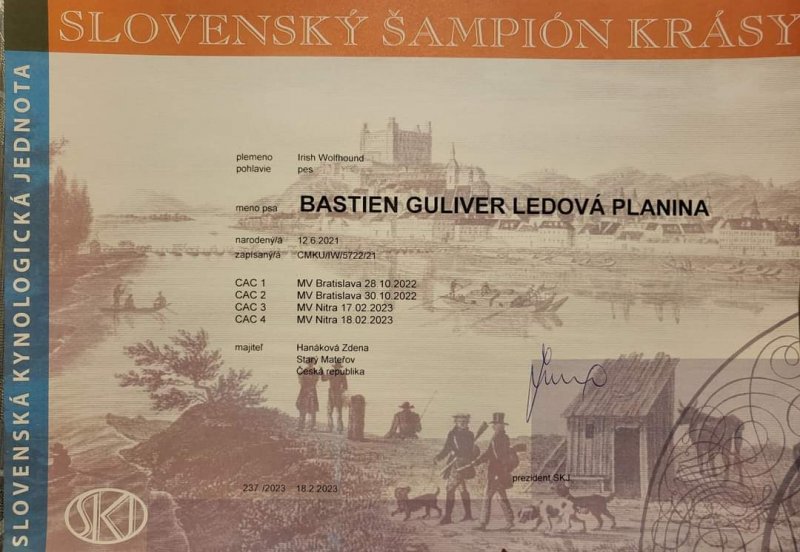 SLOVENSKÝ ŠAMPIÓN KRÁSY
SLOVENSKÁ KYNOLOGICKÁ JEDNOTA
plemeno Irish Wolfhound
pohlavie pes
meno psa BASTIEN GULIVER LEDOVÁ PLANINA
narodený/á 12.6.2021
zapísaný/á CMKU/IW/5722/21
CAC 1 MV Bratislava 28.10.2022
CAC 2 MV Bratislava 30.10.2022
CAC 3 MV Nitra 17.02.2023
CAC 4 MV Nitra 18.02.2023
majiteľ Hanáková Zdena
Starý Mateřov
Česká republika
prezident SKJ
237 /2023 18.2.2023
SKJ